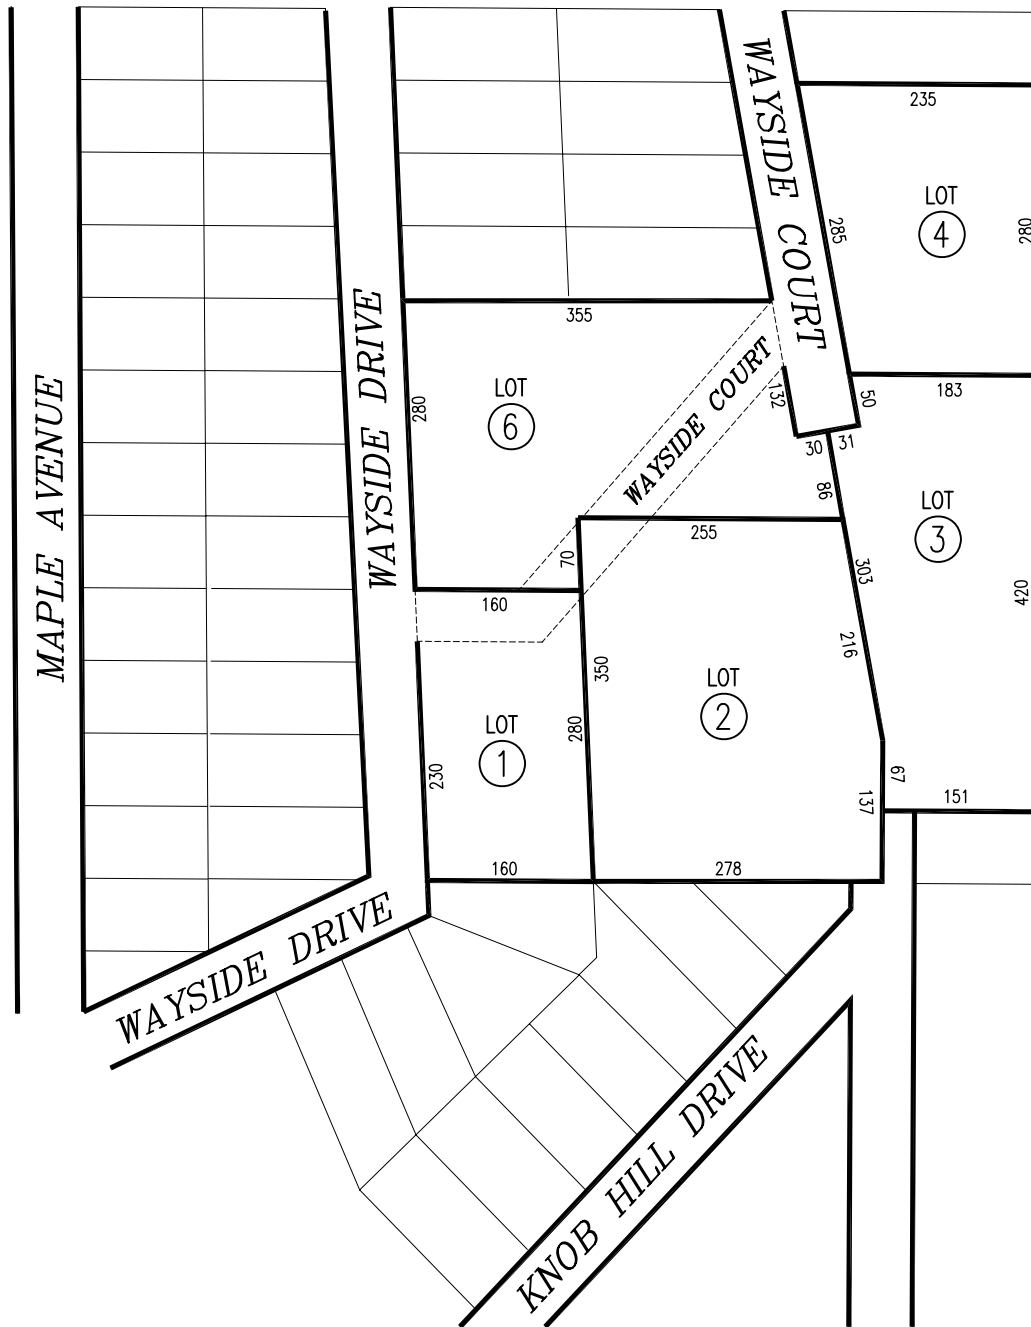 WAYSIDE COURT
235
LOT
4
285
280
WAYSIDE DRIVE
355
LOT
6
280
WAYSIDE COURT
132
50
183
30
31
86
LOT
3
MAPLE AVENUE
255
303
70
160
420
216
350
LOT
2
LOT
1
280
230
67
137
151
160
278
WAYSIDE DRIVE
KNOB HILL DRIVE